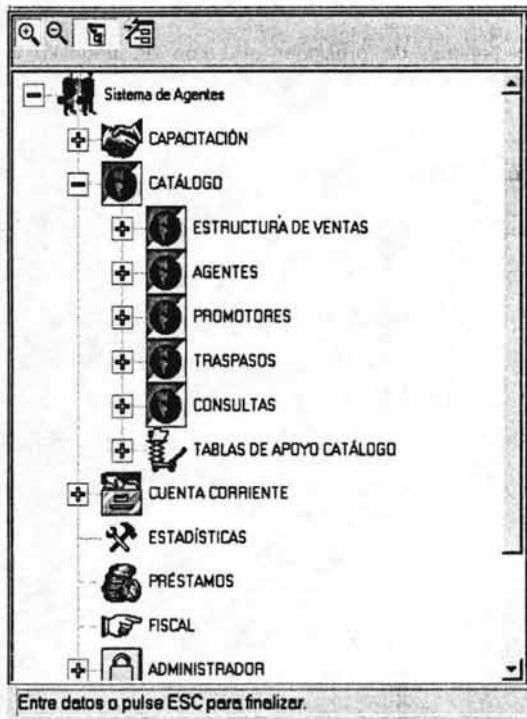 Sistema de Agentes
CAPACITACIÓN
CATÁLOGO
ESTRUCTURA DE VENTAS
AGENTES
PROMOTORES
TRASPASOS
CONSULTAS
TABLAS DE APOYO CATÁLOGO
CUENTA CORRIENTE
ESTADÍSTICAS
PRÉSTAMOS
FISCAL
ADMINISTRADOR
Entre datos o pulse ESC para finalizar.